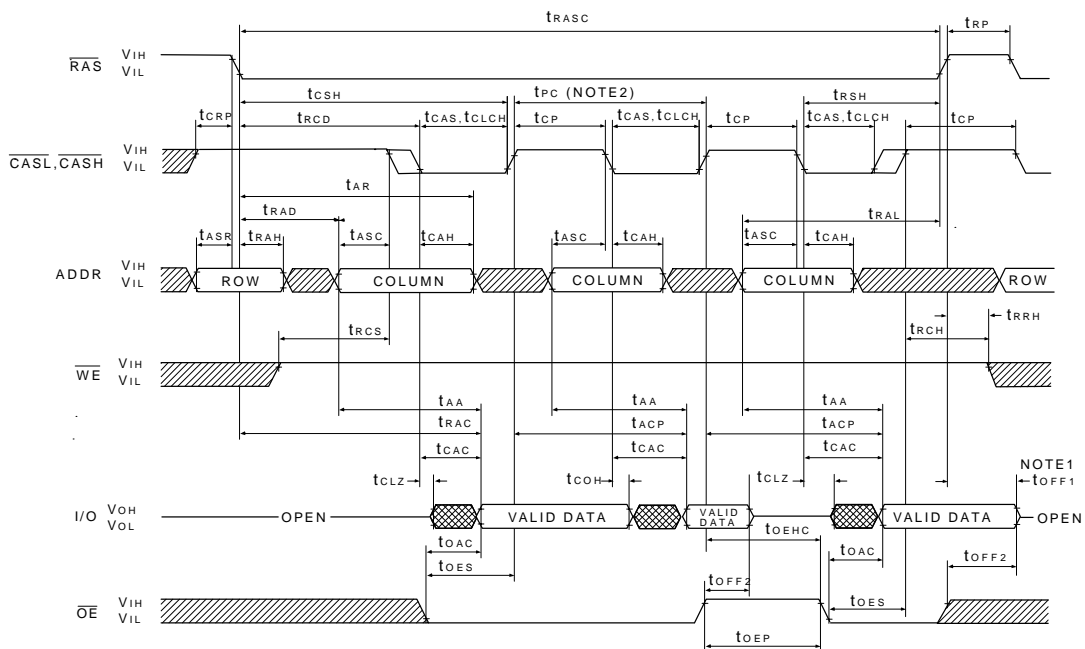 tRASC tRP
RAS VIH
VIL
tCSH tPC (NOTE2) tRSH
tCRP tRCD tCAS,tCLCH tCP tCAS,tCLCH tCP tCAS,tCLCH tCP
CASL,CASH VIH
VIL
tAR
tRAD tRAL
tASR tRAH tASC tCAH tASC tCAH tASC tCAH
ADDR VIH
VIL
ROW COLUMN COLUMN COLUMN ROW
tRCS tRCH tRRH
WE VIH
VIL
tAA tAA tAA
tRAC tACP tACP
tCAC tCAC tCAC
tCLZ tCOH tCLZ NOTE1
tOFF1
I/O VOH
VOL
OPEN VALID DATA VALID
DATA VALID DATA OPEN
tOAC tOEHC tOAC
tOES tOFF2 tOES tOFF2
OE VIH
VIL
tOEP